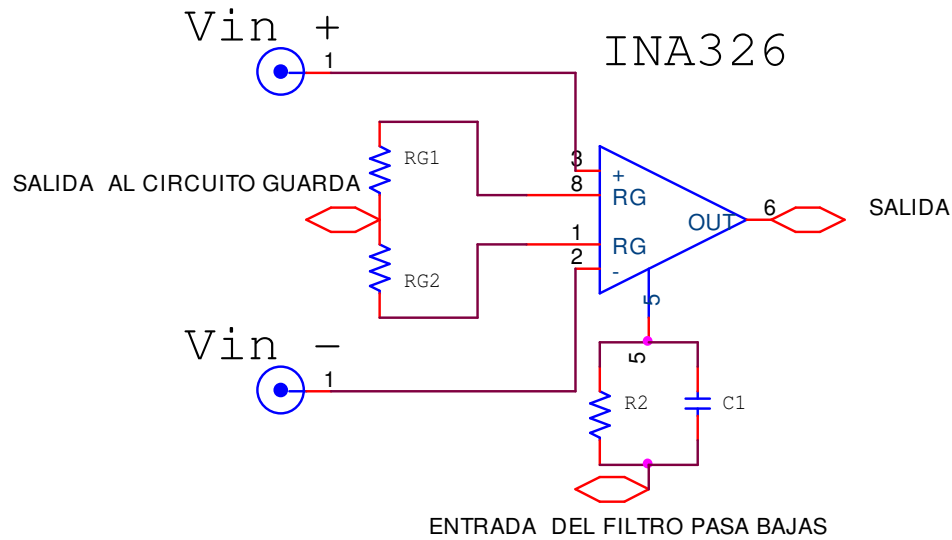 Vin +
INA326
1
RG1
SALIDA AL CIRCUITO GUARDA
3
+
8
RG
SALIDA
6
OUT
1
RG
2
-
RG2
5
Vin -
1
5
R2
C1
ENTRADA DEL FILTRO PASA BAJAS